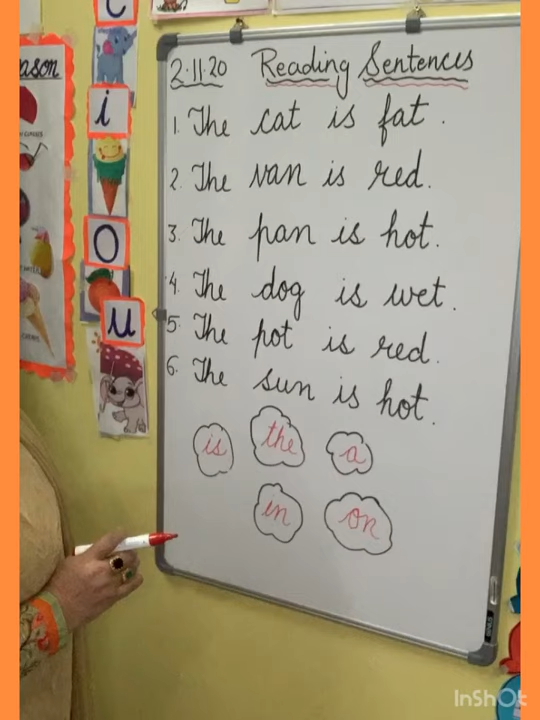 2.11.20 Reading Sentences
1. The cat is fat.
2. The van is red.
3. The pan is hot.
4. The dog is wet.
5. The pot is red.
6. The sun is hot.
is the a
in on
ason
i
o
u
InShOt